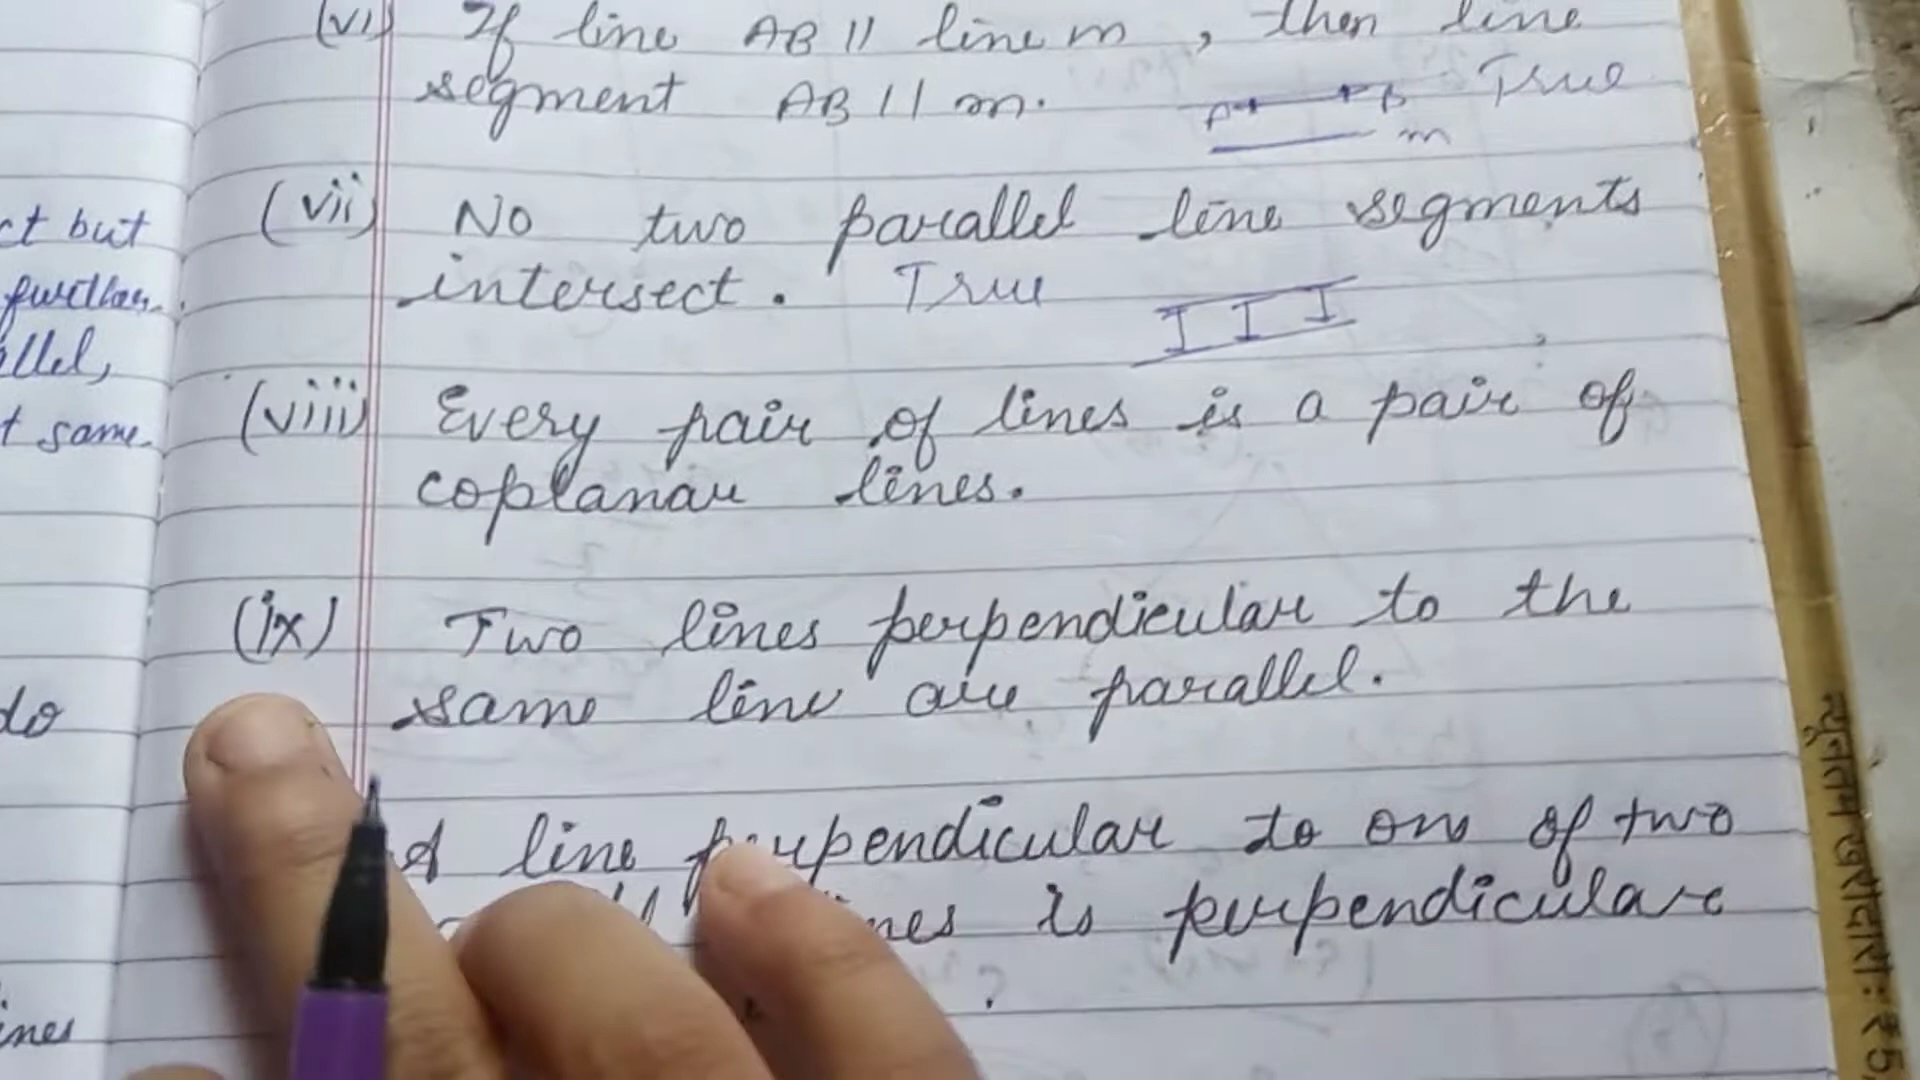 ct but
further.
allel,
t same
do
ines
(vi) If line AB || line m, then line
segment AB || m. True
A B
m
(vii) No two parallel line segments
intersect. True
(viii) Every pair of lines is a pair of
coplanar lines.
(ix) Two lines perpendicular to the
same line are parallel.
A line perpendicular to one of two
nes is perpendicular